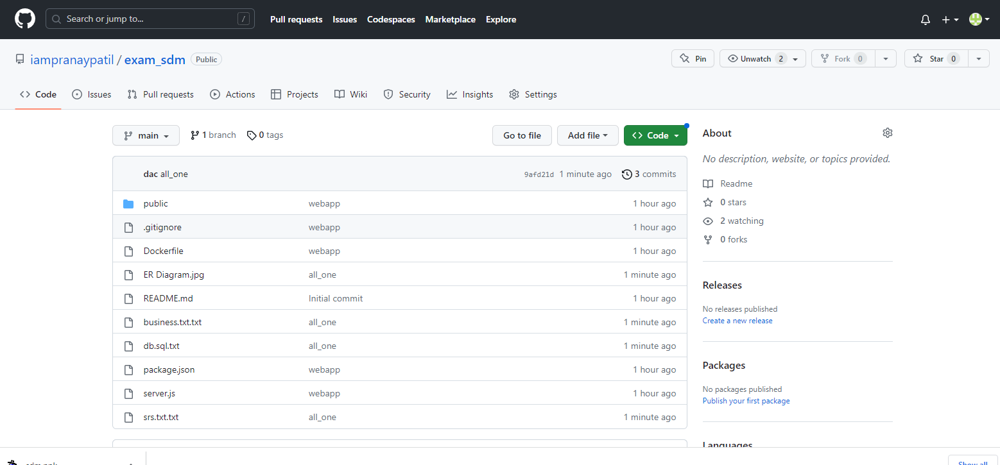 Search or jump to... / Pull requests Issues Codespaces Marketplace Explore
iampranaypatil / exam_sdm Public Pin Unwatch 2 Fork 0 Star 0
Code Issues Pull requests Actions Projects Wiki Security Insights Settings
main 1 branch 0 tags Go to file Add file Code
dac all_one 9afd21d 1 minute ago 3 commits
public webapp 1 hour ago
.gitignore webapp 1 hour ago
Dockerfile webapp 1 hour ago
ER Diagram.jpg all_one 1 minute ago
README.md Initial commit 1 hour ago
business.txt.txt all_one 1 minute ago
db.sql.txt all_one 1 minute ago
package.json webapp 1 hour ago
server.js webapp 1 hour ago
srs.txt.txt all_one 1 minute ago
About
No description, website, or topics provided.
Readme
0 stars
2 watching
0 forks
Releases
No releases published
Create a new release
Packages
No packages published
Publish your first package
Languages
Show all